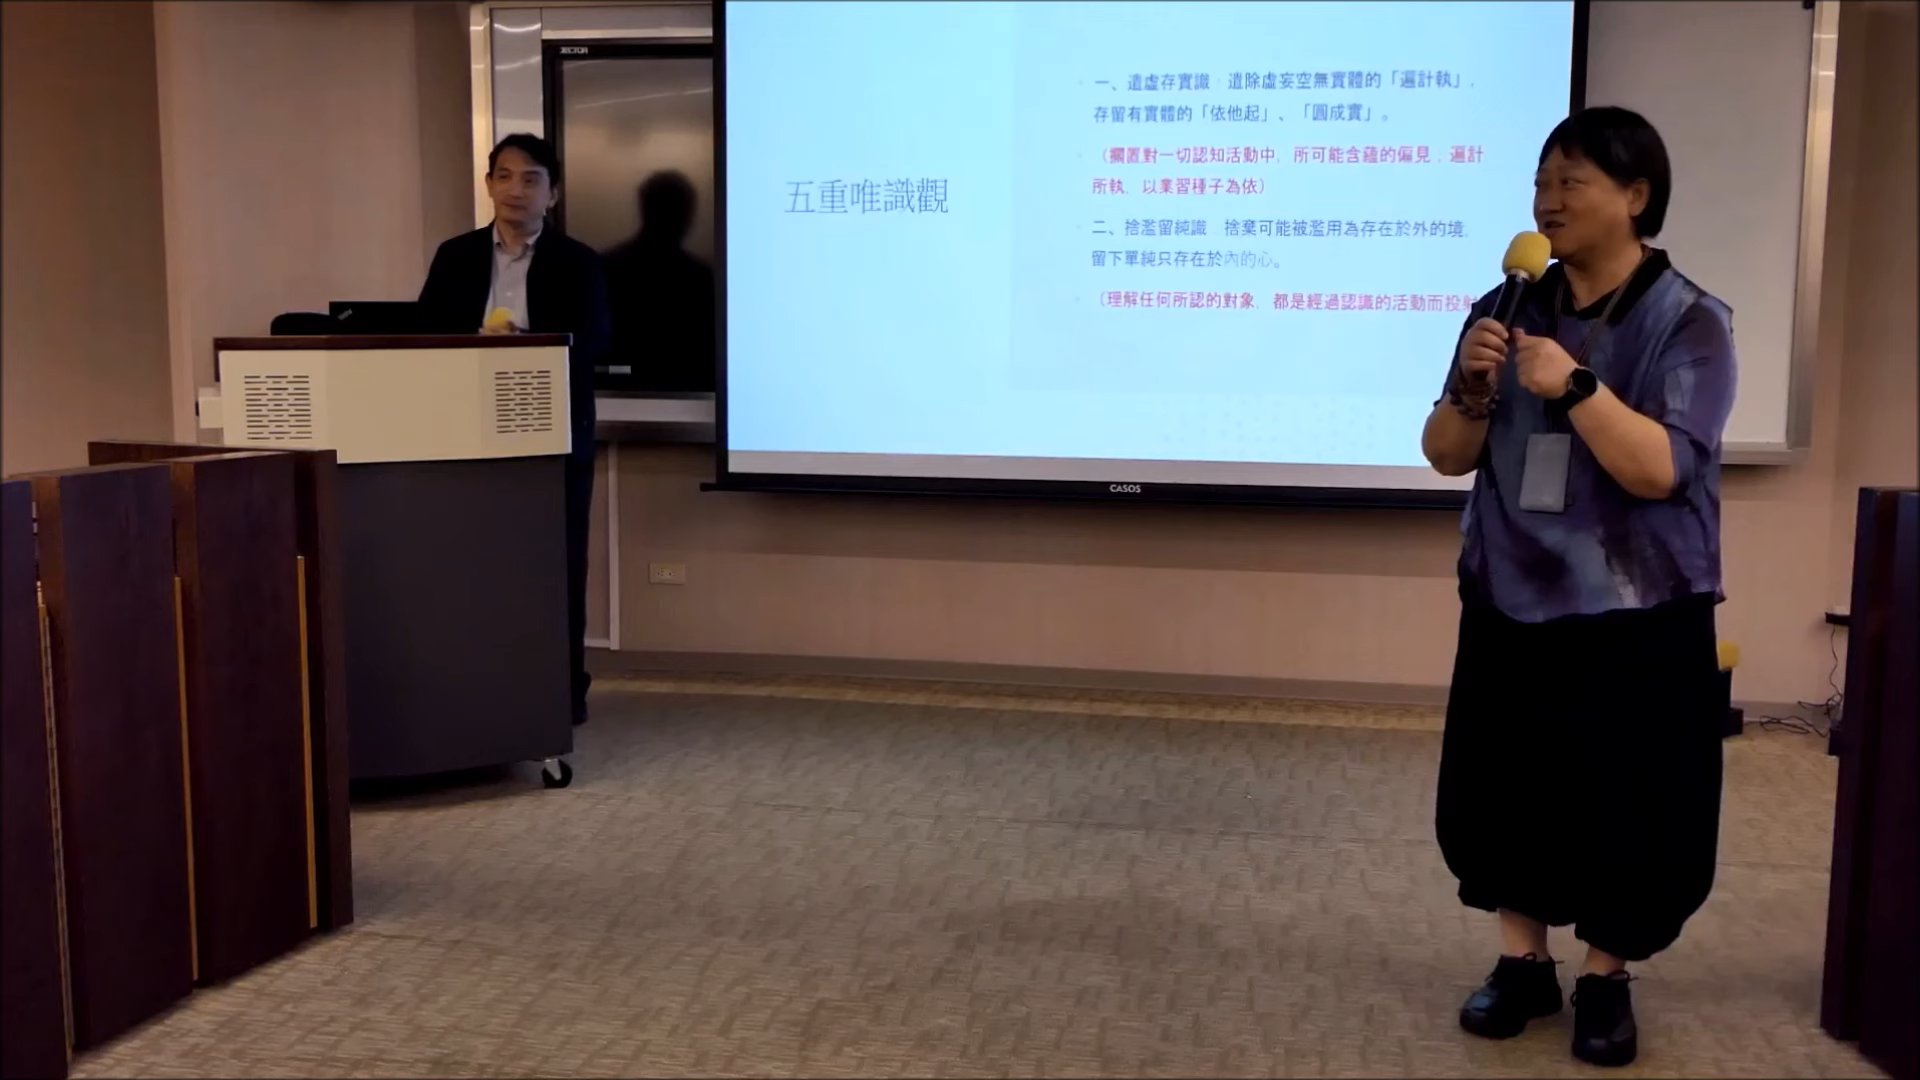 JECTOR
五重唯識觀
一、遣虛存實識：遣除虛妄空無實體的「遍計執」，
存留有實體的「依他起」、「圓成實」。
（擱置對一切認知活動中，所可能含蘊的偏見，遍計
所執，以業習種子為依）
二、捨濫留純識：捨棄可能被濫用為存在於外的境，
留下單純只存在於內的心。
（理解任何所認的對象，都是經過認識的活動而投射
CASOS